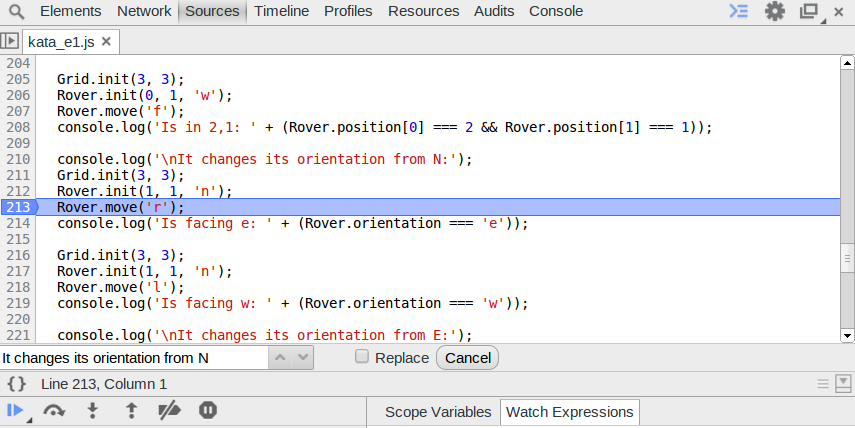 Elements Network Sources Timeline Profiles Resources Audits Console
kata_e1.js ×
204
205 Grid.init(3, 3);
206 Rover.init(0, 1, 'w');
207 Rover.move('f');
208 console.log('Is in 2,1: ' + (Rover.position[0] === 2 && Rover.position[1] === 1));
209
210 console.log('\nIt changes its orientation from N:');
211 Grid.init(3, 3);
212 Rover.init(1, 1, 'n');
213 Rover.move('r');
214 console.log('Is facing e: ' + (Rover.orientation === 'e'));
215
216 Grid.init(3, 3);
217 Rover.init(1, 1, 'n');
218 Rover.move('l');
219 console.log('Is facing w: ' + (Rover.orientation === 'w'));
220
221 console.log('\nIt changes its orientation from E:');
It changes its orientation from N Replace Cancel
{} Line 213, Column 1
Scope Variables Watch Expressions